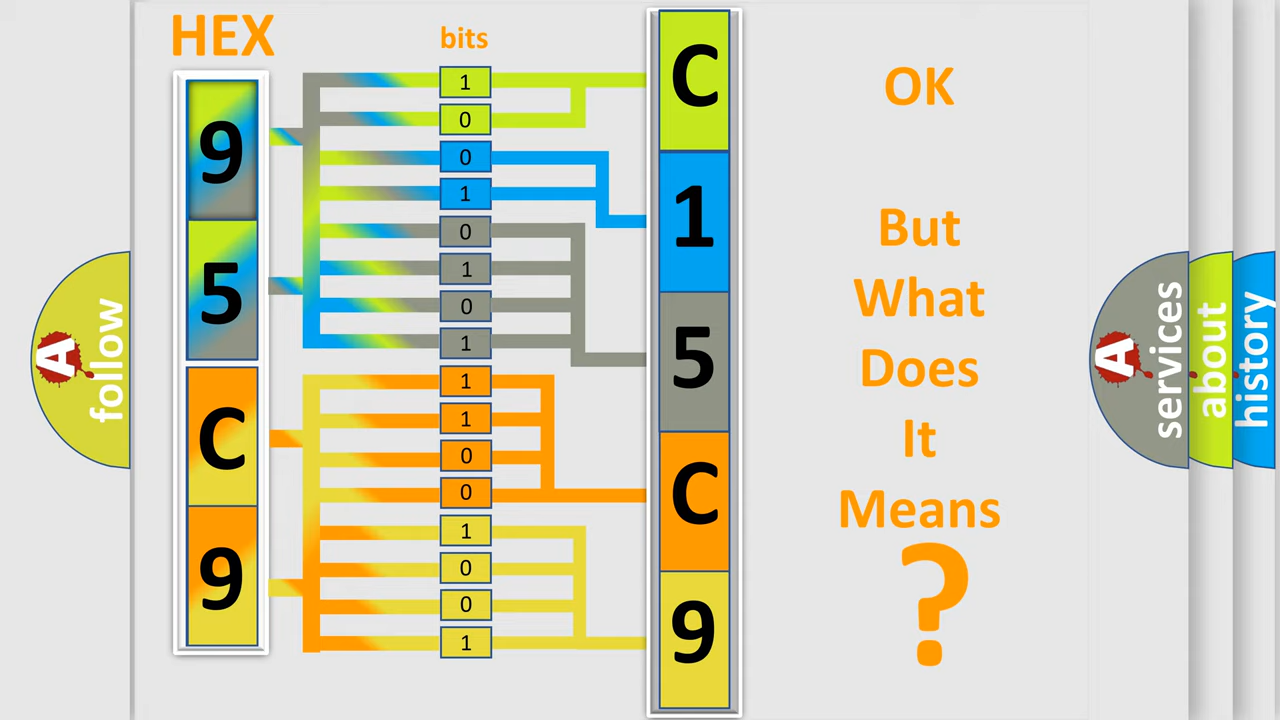 HEX
bits
9
5
C
9
1
0
0
1
0
1
0
1
1
1
0
0
1
0
0
1
C
1
5
C
9
OK
But
What
Does
It
Means
?
A
follow
A
services
about
history